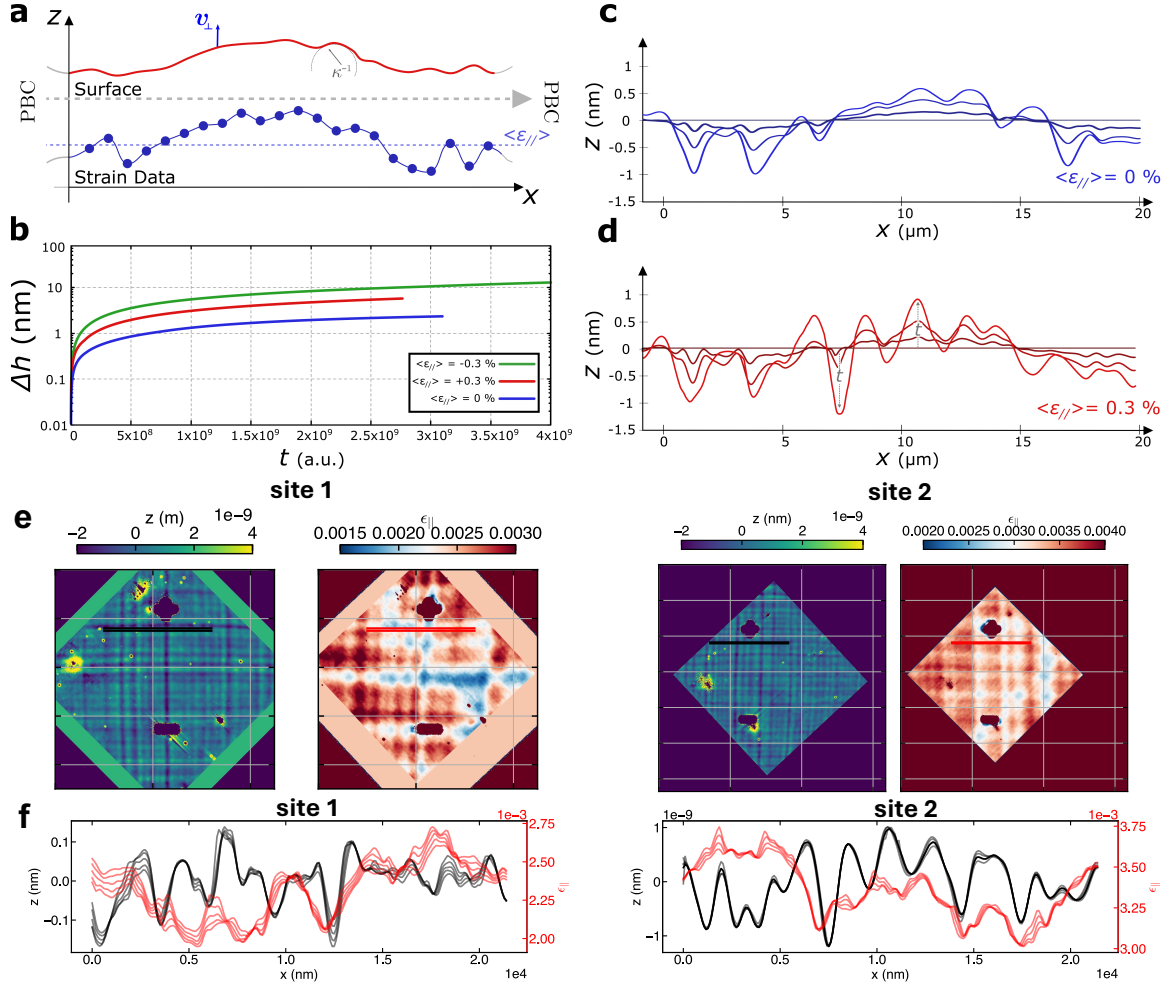 a
z
v⊥
κ⁻¹
PBC
PBC
Surface
<ε//>
Strain Data
x
b
Δh (nm)
100
10
1
0.1
0.01
0
5x10⁸
1x10⁹
1.5x10⁹
2x10⁹
2.5x10⁹
3x10⁹
3.5x10⁹
4x10⁹
t (a.u.)
<ε//> = -0.3 %
<ε//> = +0.3 %
<ε//> = 0 %
c
z (nm)
1
0.5
0
-0.5
-1
-1.5
0
5
10
15
20
x (μm)
<ε//>= 0 %
d
z (nm)
1
0.5
0
-0.5
-1
-1.5
t
t
0
5
10
15
20
x (μm)
<ε//>= 0.3 %
e
site 1
z (m)
1e-9
−2
0
2
4
ϵ||
0.0015
0.0020
0.0025
0.0030
site 2
z (nm)
1e-9
−2
0
2
4
ϵ||
0.0020
0.0025
0.0030
0.0035
0.0040
f
site 1
1e-3
z (nm)
0.1
0.0
−0.1
2.75
2.50
2.25
2.00
ϵ||
0.0
0.5
1.0
1.5
2.0
x (nm)
1e4
site 2
1e-9
1e-3
z (nm)
1
0
−1
3.75
3.50
3.25
3.00
ϵ||
0.0
0.5
1.0
1.5
2.0
x (nm)
1e4